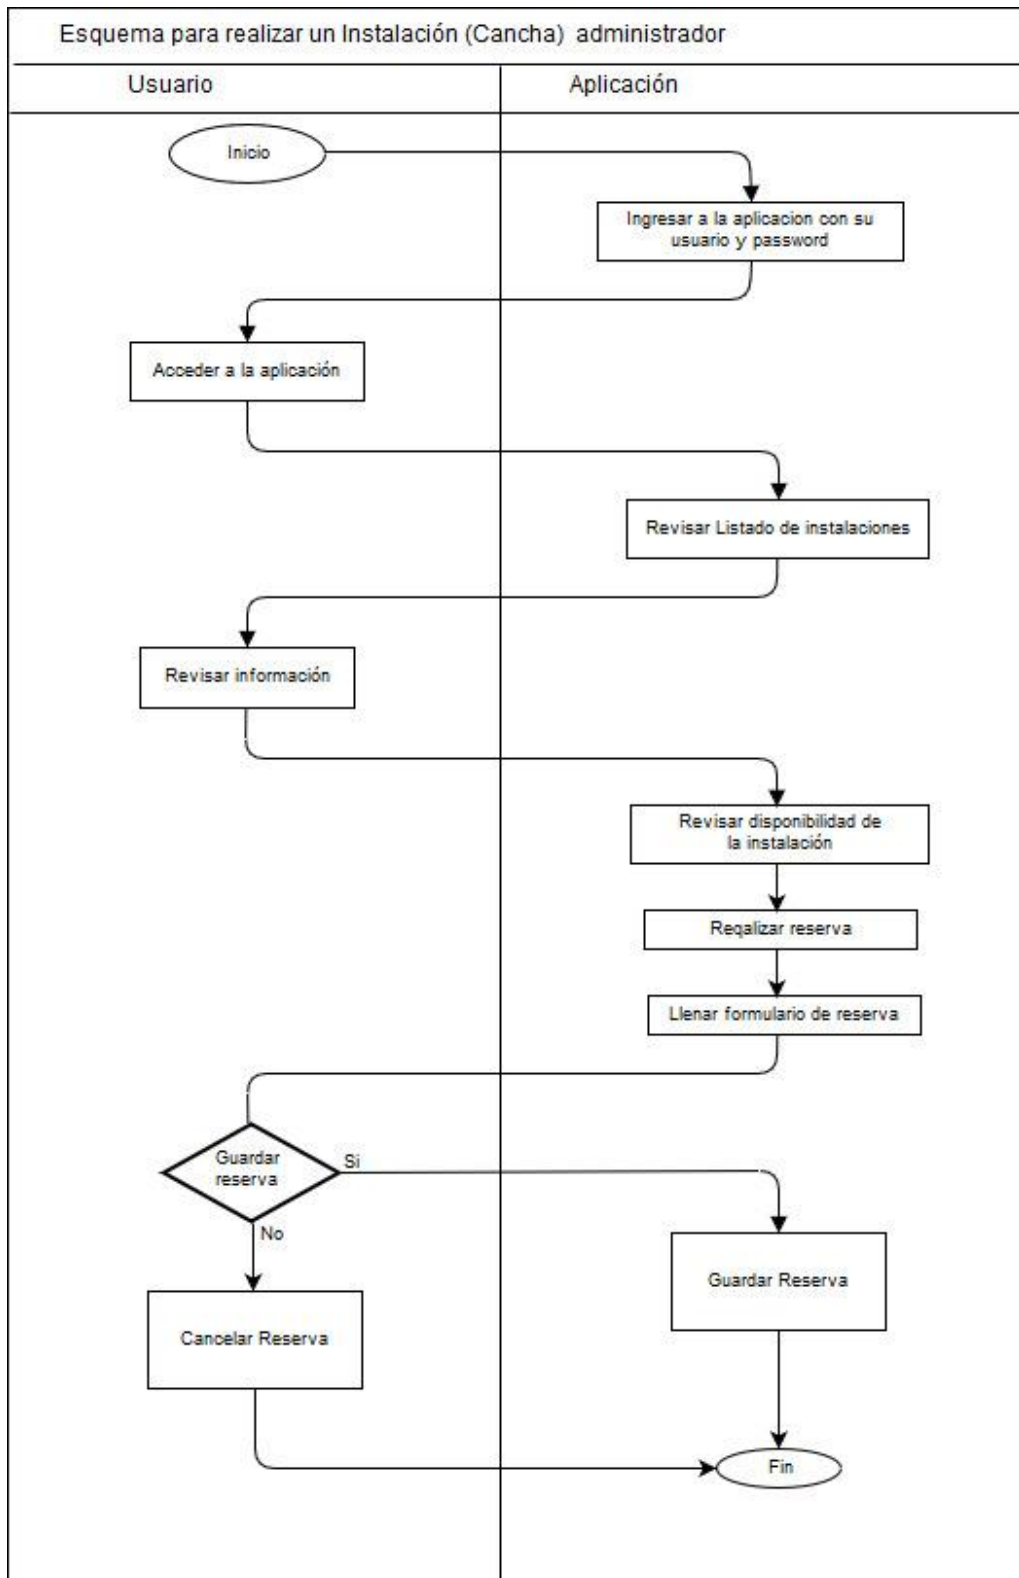 Esquema para realizar un Instalación (Cancha) administrador
Usuario
Aplicación
Inicio
Ingresar a la aplicacion con su
usuario y password
Acceder a la aplicación
Revisar Listado de instalaciones
Revisar información
Revisar disponibilidad de
la instalación
Reqalizar reserva
Llenar formulario de reserva
Guardar
reserva
Si
No
Guardar Reserva
Cancelar Reserva
Fin